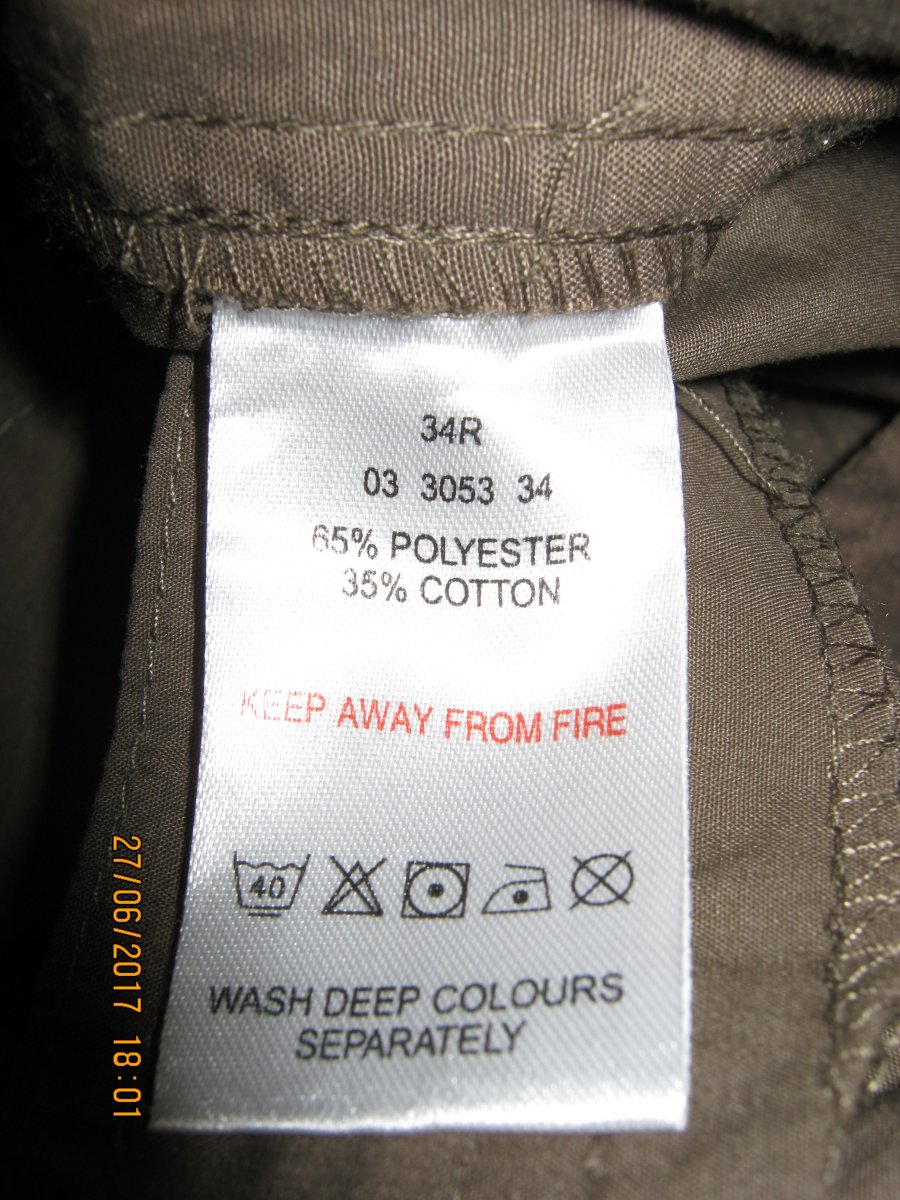 34R
03 3053 34
65% POLYESTER
35% COTTON
KEEP AWAY FROM FIRE
40
WASH DEEP COLOURS
SEPARATELY
27/06/2017 18:01